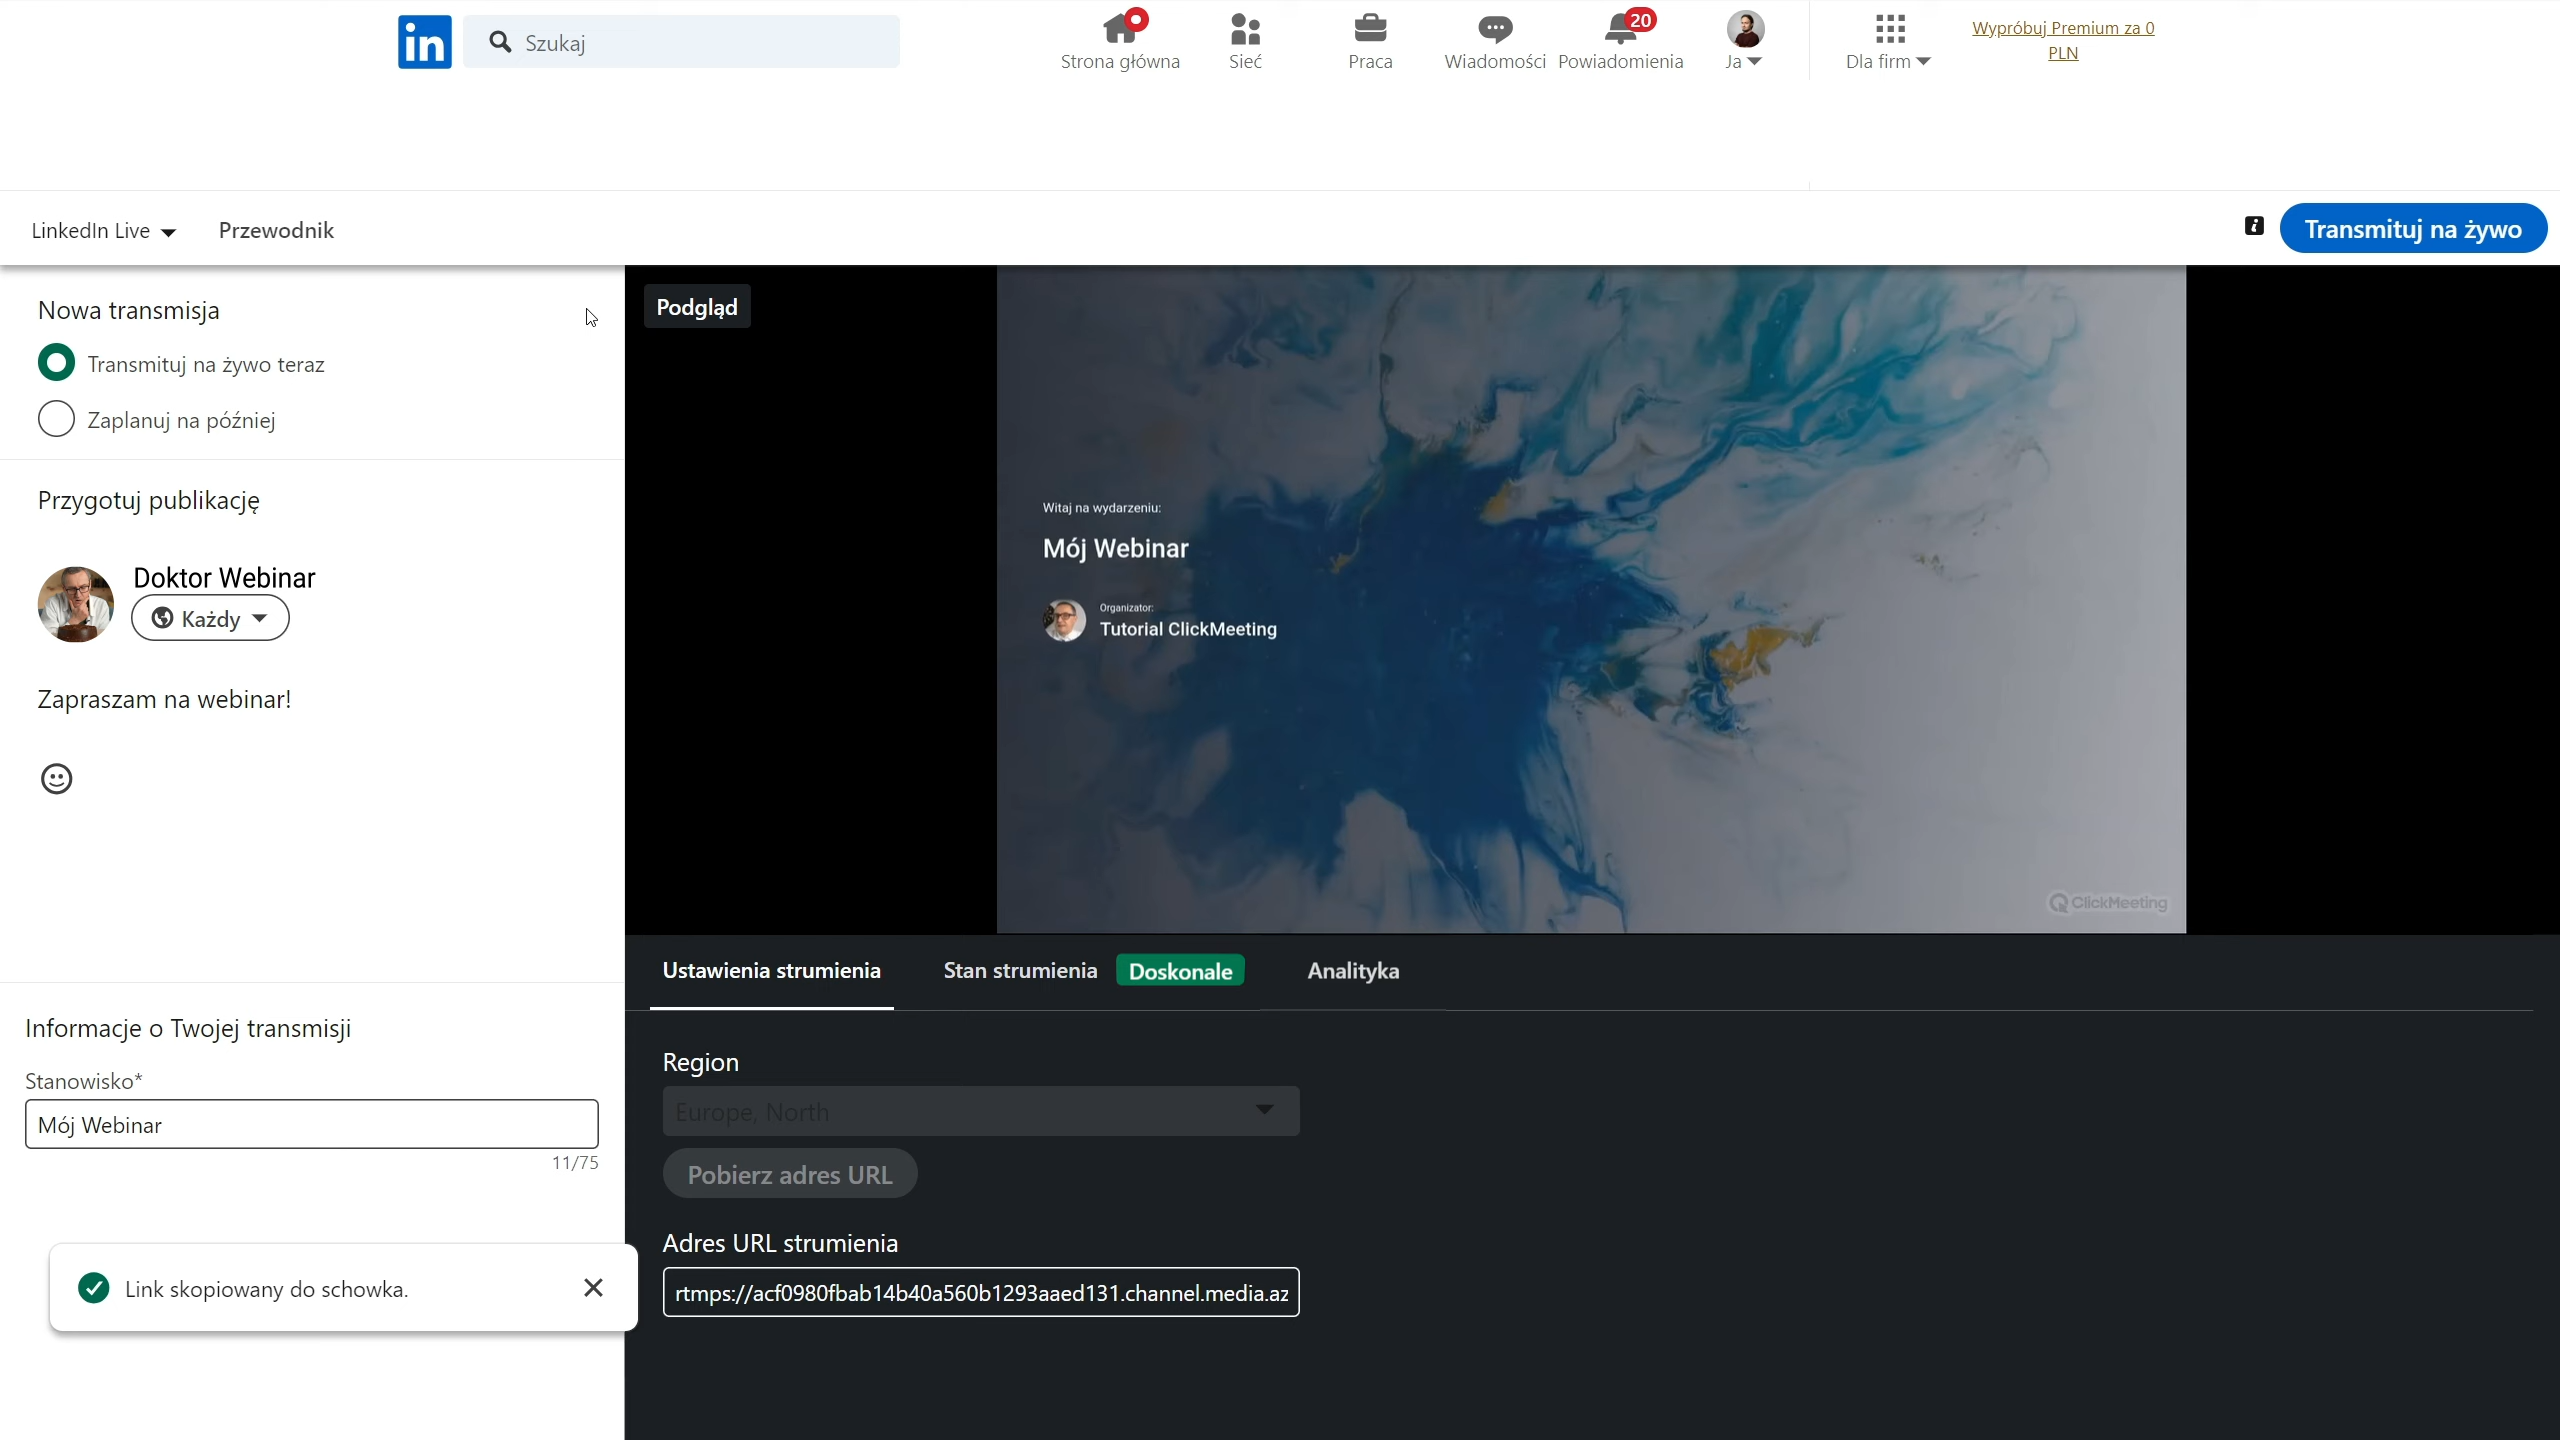 in
Szukaj
Strona główna
Sieć
Praca
Wiadomości
20
Powiadomienia
Ja
Dla firm
Wypróbuj Premium za 0
PLN
LinkedIn Live
Przewodnik
Transmituj na żywo
Nowa transmisja
Transmituj na żywo teraz
Zaplanuj na później
Przygotuj publikację
Doktor Webinar
Każdy
Zapraszam na webinar!
Informacje o Twojej transmisji
Stanowisko*
Mój Webinar
11/75
Link skopiowany do schowka.
Podgląd
Witaj na wydarzeniu:
Mój Webinar
Organizator:
Tutorial ClickMeeting
ClickMeeting
Ustawienia strumienia
Stan strumienia
Doskonale
Analityka
Region
Europe, North
Pobierz adres URL
Adres URL strumienia
rtmps://acf0980fbab14b40a560b1293aaed131.channel.media.az